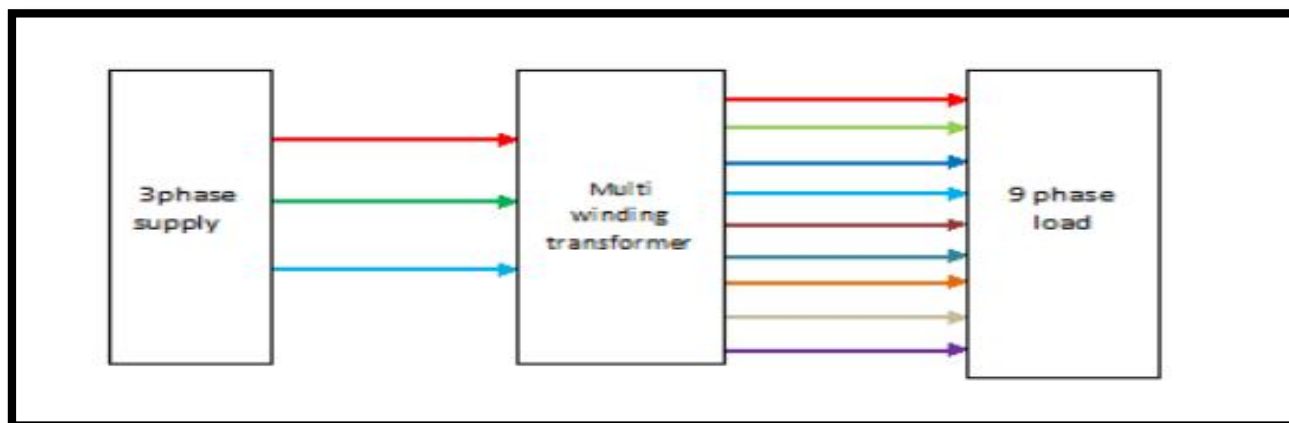 3phase
supply
Multi
winding
transformer
9 phase
load